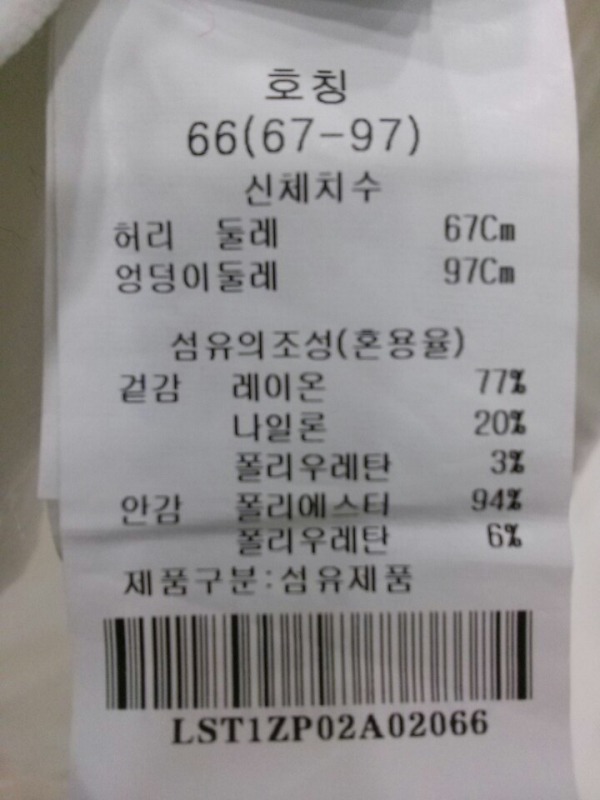 호칭
66(67-97)
신체치수
허리 둘레 67Cm
엉덩이둘레 97Cm
섬유의조성(혼용율)
겉감 레이온 77%
나일론 20%
폴리우레탄 3%
안감 폴리에스터 94%
폴리우레탄 6%
제품구분:섬유제품
LST1ZP02A02066